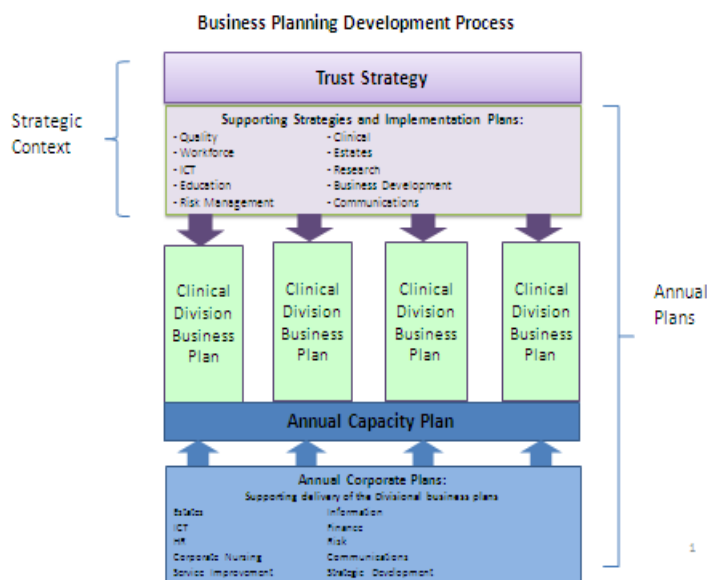 Business Planning Development Process
Trust Strategy
Strategic
Context
Supporting Strategies and Implementation Plans:
- Quality
- Workforce
- ICT
- Education
- Risk Management
- Clinical
- Estates
- Research
- Business Development
- Communications
Clinical
Division
Business
Plan
Clinical
Division
Business
Plan
Clinical
Division
Business
Plan
Clinical
Division
Business
Plan
Annual
Plans
Annual Capacity Plan
Annual Corporate Plans:
Supporting delivery of the Divisional business plans
Estates
ICT
HR
Corporate Nursing
Service Improvement
Information
Finance
Risk
Communications
Strategic Development
1